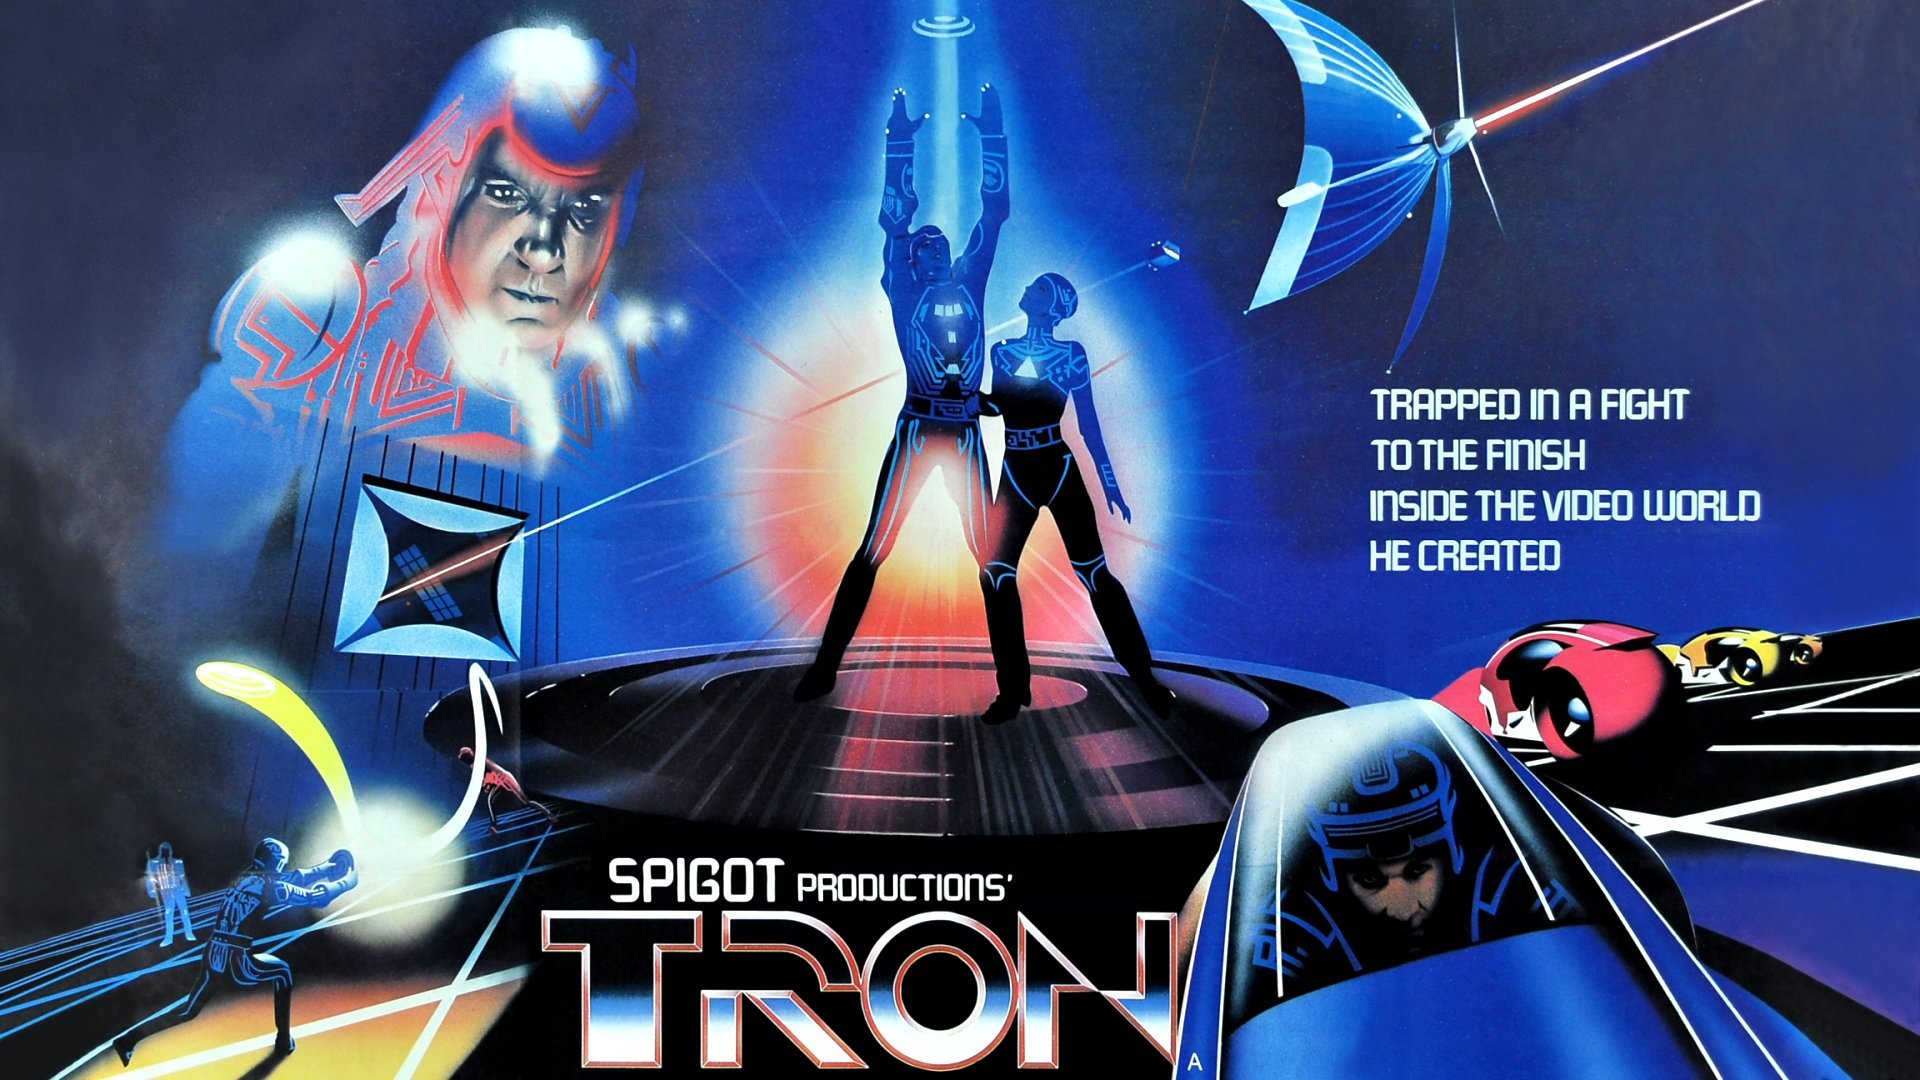 TRAPPED IN A FIGHT
TO THE FINISH
INSIDE THE VIDEO WORLD
HE CREATED
SPIGOT PRODUCTIONS'
TRON
A